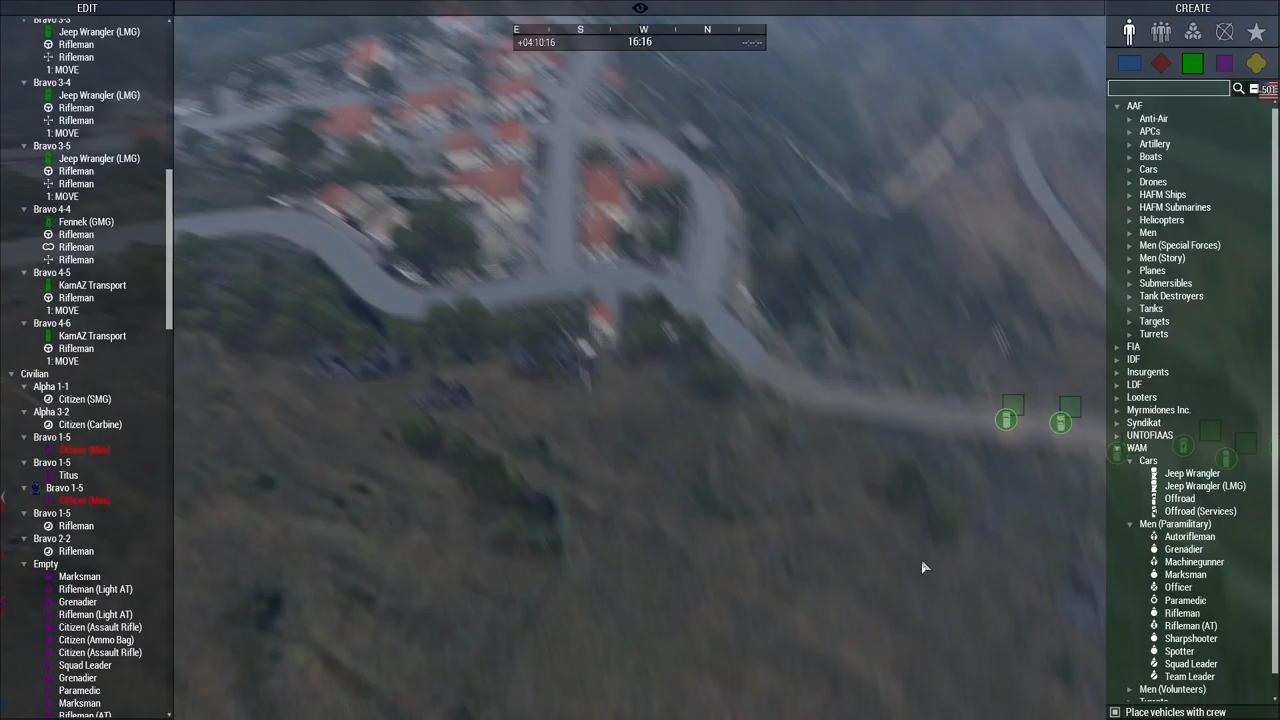 EDIT
Bravo 3-3
Jeep Wrangler (LMG)
Rifleman
Rifleman
1: MOVE
Bravo 3-4
Jeep Wrangler (LMG)
Rifleman
Rifleman
1: MOVE
Bravo 3-5
Jeep Wrangler (LMG)
Rifleman
Rifleman
1: MOVE
Bravo 4-4
Fennek (GMG)
Rifleman
Rifleman
Rifleman
Bravo 4-5
KamAZ Transport
Rifleman
1: MOVE
Bravo 4-6
KamAZ Transport
Rifleman
1: MOVE
Civilian
Alpha 1-1
Citizen (SMG)
Alpha 3-2
Citizen (Carbine)
Bravo 1-5
Bravo 1-5
Titus
Bravo 1-5
Bravo 1-5
Rifleman
Bravo 2-2
Rifleman
Empty
Marksman
Rifleman (Light AT)
Grenadier
Rifleman (Light AT)
Citizen (Assault Rifle)
Citizen (Ammo Bag)
Citizen (Assault Rifle)
Squad Leader
Grenadier
Paramedic
Marksman
Rifleman (AT)
E S W N
+04:10:16 16:16 --:--:--
CREATE
501
AAF
Anti-Air
APCs
Artillery
Boats
Cars
Drones
HAFM Ships
HAFM Submarines
Helicopters
Men
Men (Special Forces)
Men (Story)
Planes
Submersibles
Tank Destroyers
Tanks
Targets
Turrets
FIA
IDF
Insurgents
LDF
Looters
Myrmidones Inc.
Syndikat
UNTOFIAAS
WAM
Cars
Jeep Wrangler
Jeep Wrangler (LMG)
Offroad
Offroad (Services)
Men (Paramilitary)
Autorifleman
Grenadier
Machinegunner
Marksman
Officer
Paramedic
Rifleman
Rifleman (AT)
Sharpshooter
Spotter
Squad Leader
Team Leader
Men (Volunteers)
Turrets
Place vehicles with crew